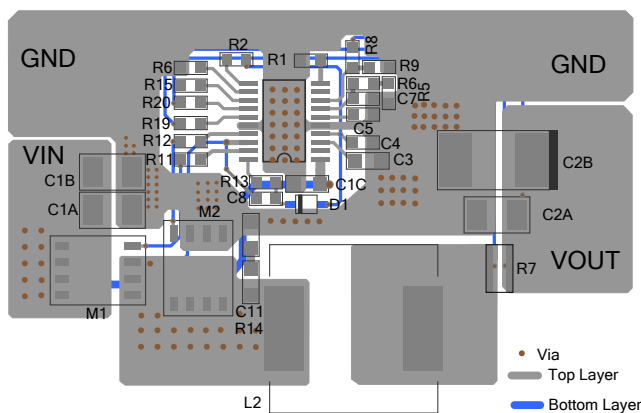 GND
R2
R1
R8
GND
R6
R9
R15
R6
R5
R20
C7
R19
C5
R12
C4
VIN
R11
C3
C2B
C1B
R13
C1C
C8
D1
C1A
M2
C2A
VOUT
R7
M1
C11
R14
L2
Via
Top Layer
Bottom Layer